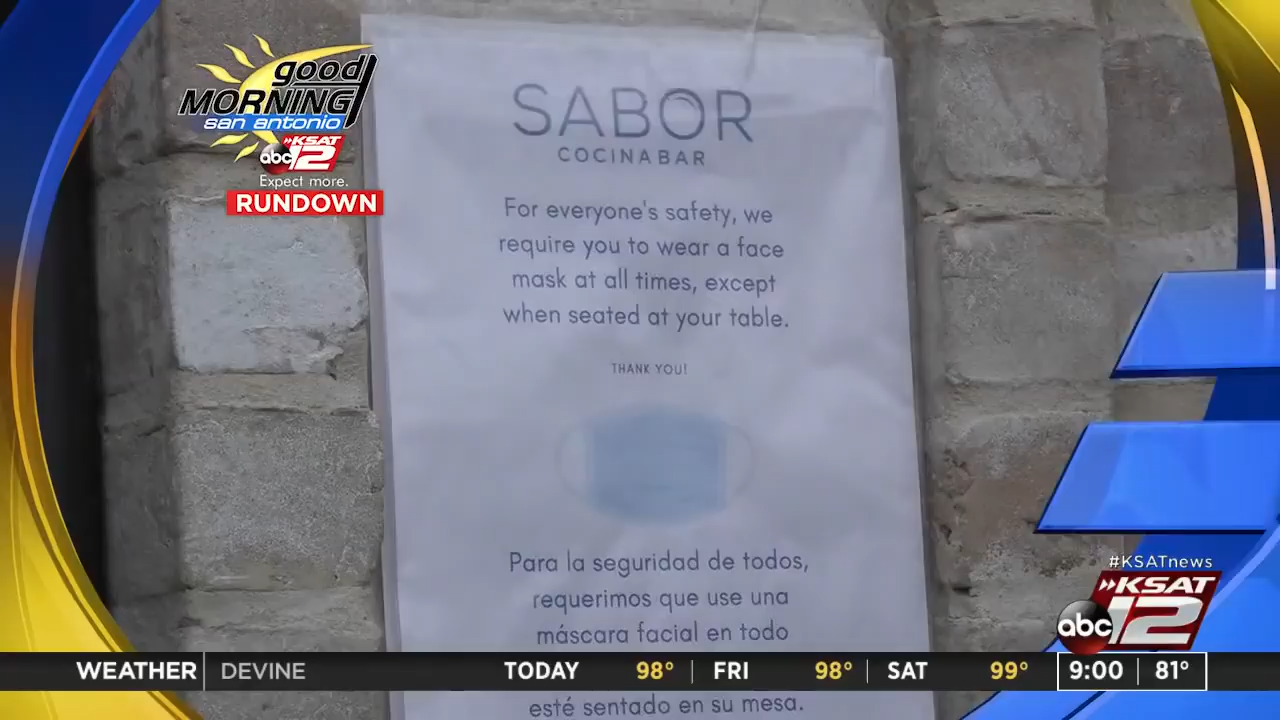 good
MORNING
san antonio
abc KSAT 12
Expect more.
RUNDOWN
SABOR
COCINA BAR
For everyone's safety, we
require you to wear a face
mask at all times, except
when seated at your table.
THANK YOU!
Para la seguridad de todos,
requerimos que use una
máscara facial en todo
esté sentado en su mesa.
#KSATnews
KSAT
abc 12
WEATHER DEVINE TODAY 98° FRI 98° SAT 99° 9:00 81°